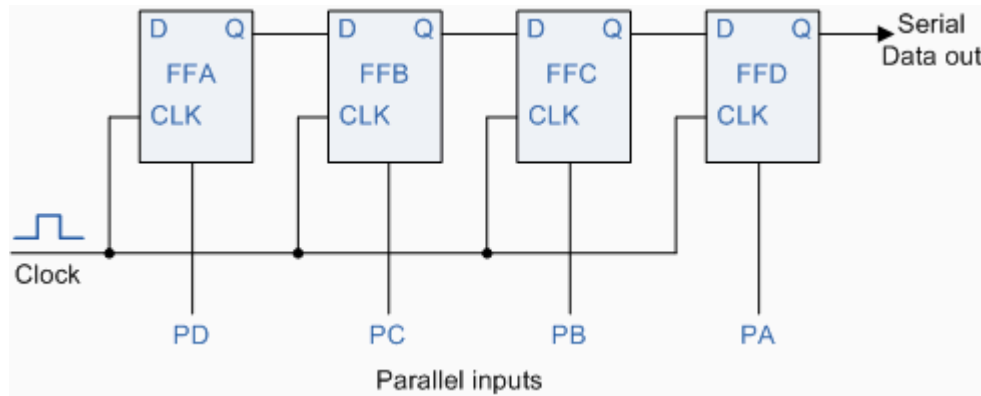 D Q D Q D Q D Q Serial
Data out
FFA FFB FFC FFD
CLK CLK CLK CLK
Clock
PD PC PB PA
Parallel inputs